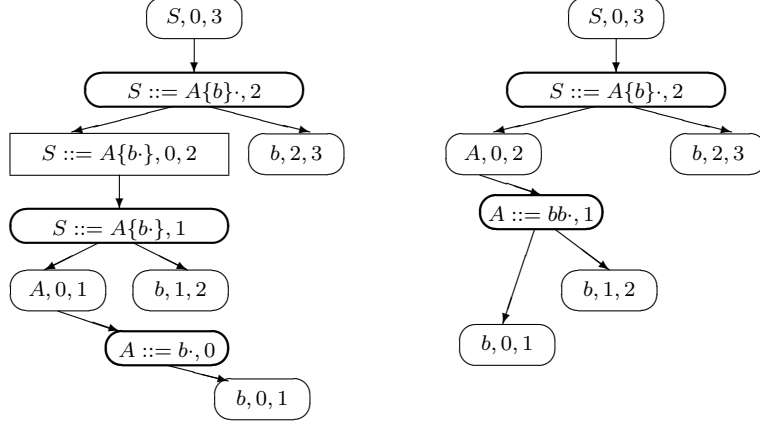 S, 0, 3
S ::= A{b}·, 2
S ::= A{b·}, 0, 2
b, 2, 3
S ::= A{b·}, 1
A, 0, 1
b, 1, 2
A ::= b·, 0
b, 0, 1
S, 0, 3
S ::= A{b}·, 2
A, 0, 2
b, 2, 3
A ::= bb·, 1
b, 1, 2
b, 0, 1